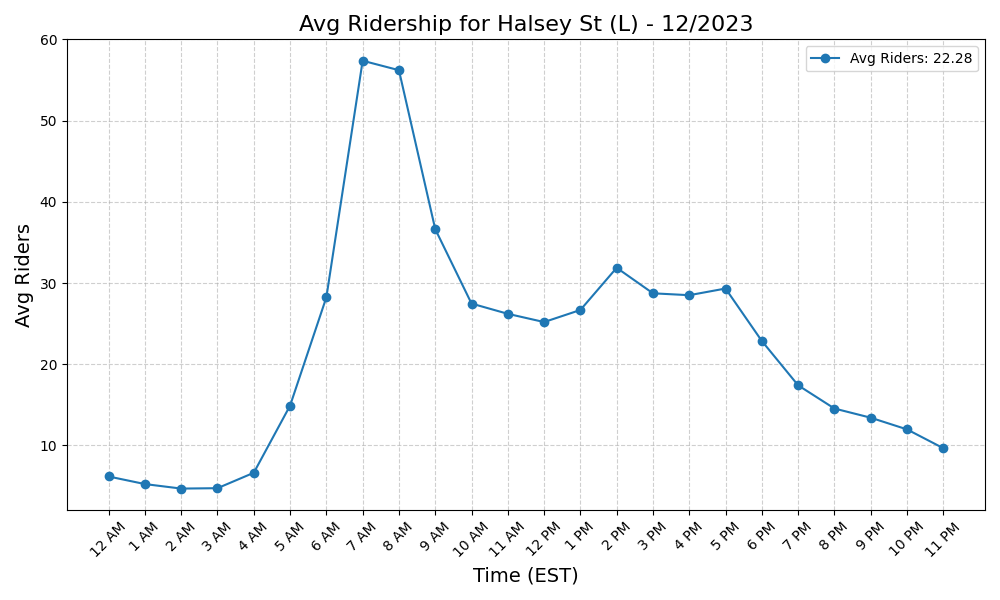 Avg Ridership for Halsey St (L) - 12/2023
Avg Riders: 22.28
Avg Riders
60
50
40
30
20
10
12 AM
1 AM
2 AM
3 AM
4 AM
5 AM
6 AM
7 AM
8 AM
9 AM
10 AM
11 AM
12 PM
1 PM
2 PM
3 PM
4 PM
5 PM
6 PM
7 PM
8 PM
9 PM
10 PM
11 PM
Time (EST)